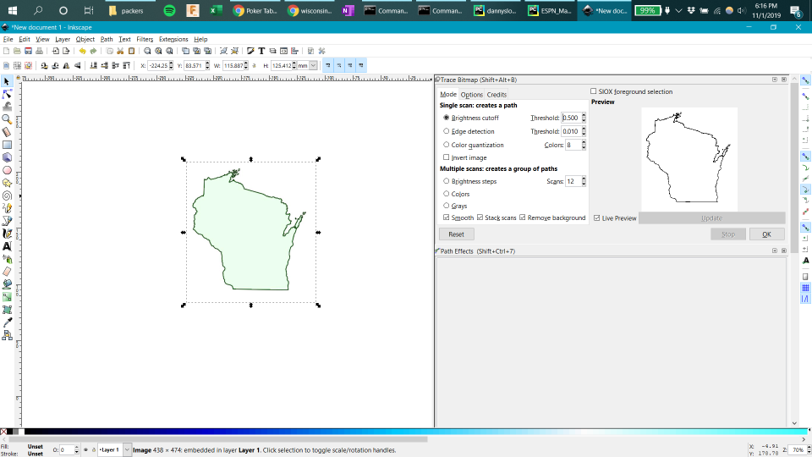 packers
Poker Tab...
wisconsin...
Command...
Command...
dannyslo...
ESPN_Ma...
*New doc...
99%
6:16 PM
11/1/2019
*New document 1 - Inkscape
File Edit View Layer Object Path Text Filters Extensions Help
X: -224.25 Y: 83.571 W: 115.887 H: 125.412 mm
Trace Bitmap (Shift+Alt+B)
Mode Options Credits
Single scan: creates a path
Brightness cutoff Threshold: 0.500
Edge detection Threshold: 0.010
Color quantization Colors: 8
Invert image
Multiple scans: creates a group of paths
Brightness steps Scans: 12
Colors
Grays
Smooth Stack scans Remove background
SIOX foreground selection
Preview
Live Preview Update
Reset Stop OK
Path Effects (Shift+Ctrl+7)
Fill: Unset
Stroke: Unset
O: 0
Layer 1
Image 438 × 474: embedded in layer Layer 1. Click selection to toggle scale/rotation handles.
X: -4.91
Y: 178.78
Z: 70%